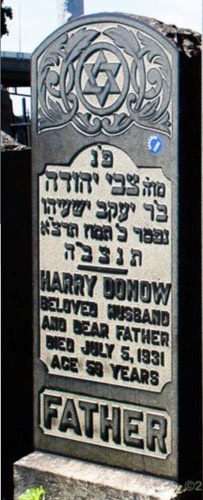 פ נ
מה' צבי יהודה
בר יעקב ישעיהו
נפטר כ תמוז תרצ"א
ת נ צ ב ה
HARRY DONOW
BELOVED HUSBAND
AND DEAR FATHER
DIED JULY 5, 1931
AGE 58 YEARS
FATHER
©2